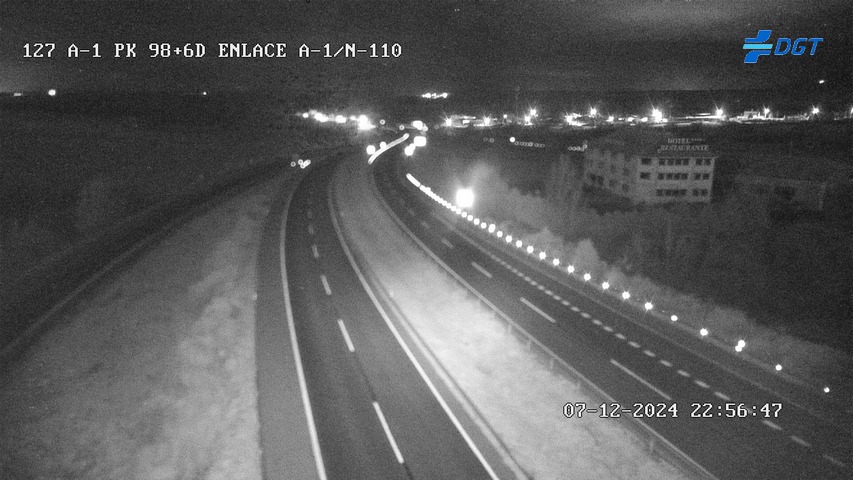 127 A-1 PK 98+6D ENLACE A-1/N-110
DGT
HOTEL
RESTAURANTE
07-12-2024 22:56:47